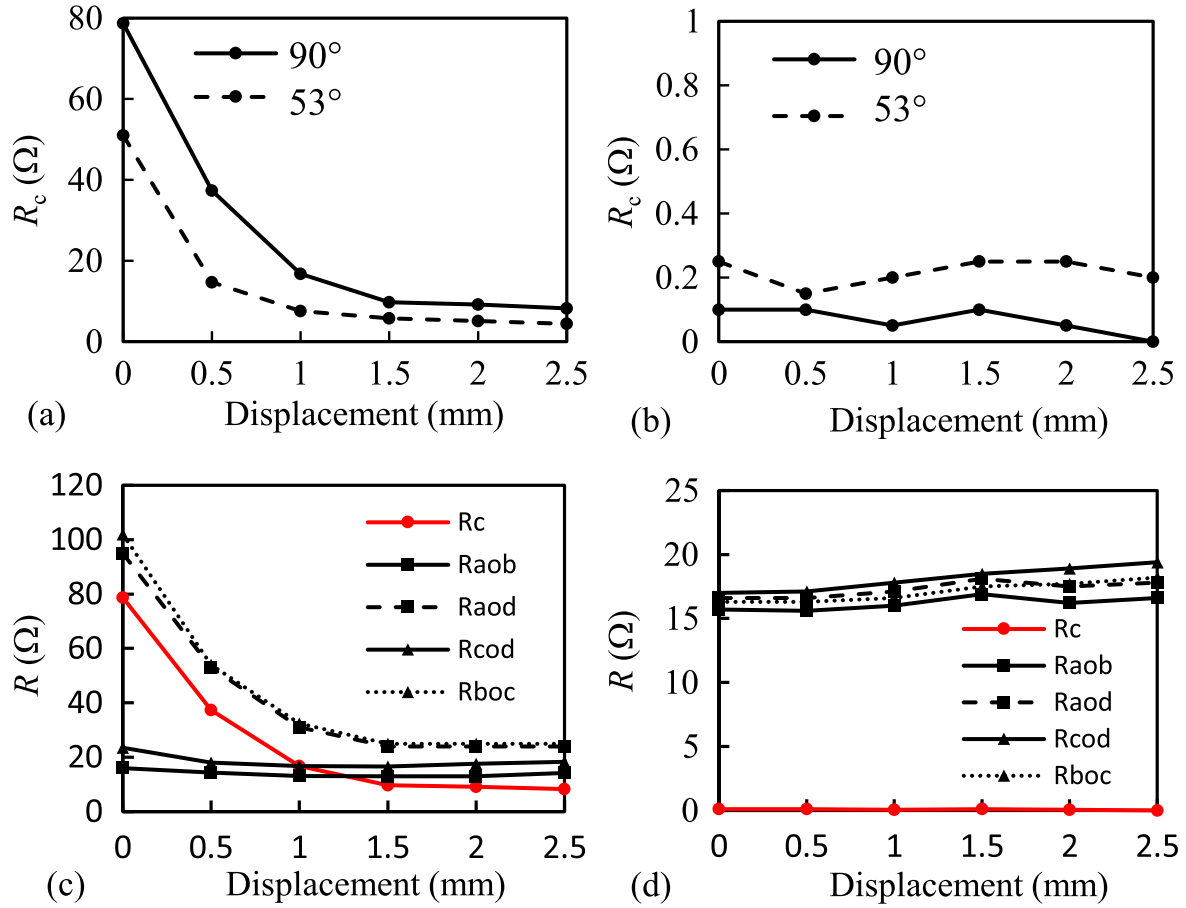 80
60
40
20
0
R_c (Ω)
90°
53°
0 0.5 1 1.5 2 2.5
(a) Displacement (mm)
1
0.8
0.6
0.4
0.2
0
R_c (Ω)
90°
53°
0 0.5 1 1.5 2 2.5
(b) Displacement (mm)
120
100
80
60
40
20
0
R (Ω)
Rc
Raob
Raod
Rcod
Rboc
0 0.5 1 1.5 2 2.5
(c) Displacement (mm)
25
20
15
10
5
0
R (Ω)
Rc
Raob
Raod
Rcod
Rboc
0 0.5 1 1.5 2 2.5
(d) Displacement (mm)